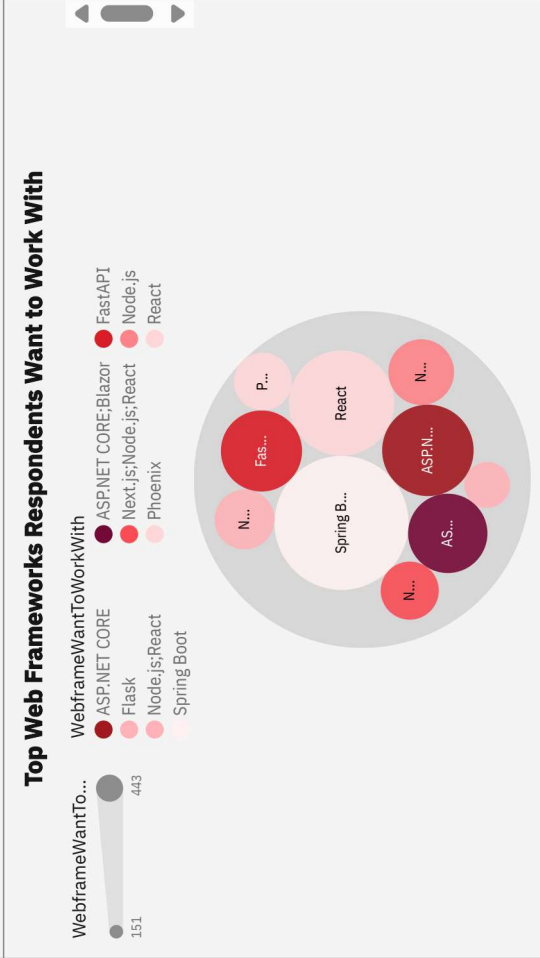 Top Web Frameworks Respondents Want to Work With
WebframeWantTo...
151
443
WebframeWantToWorkWith
ASP.NET CORE
ASP.NET CORE;Blazor
FastAPI
Flask
Next.js;Node.js;React
Node.js
Node.js;React
Phoenix
React
Spring Boot
N...
Fas...
P...
Spring B...
React
N...
AS...
ASP.N...
N...